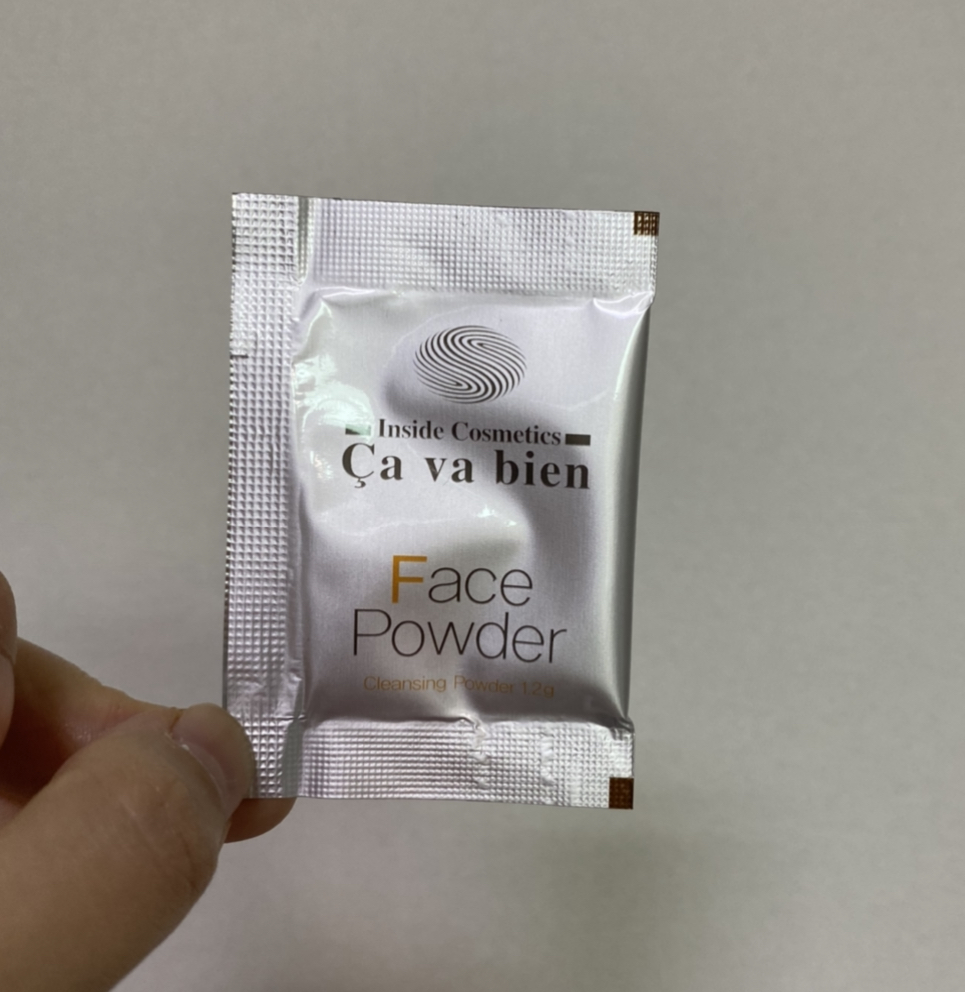 Inside Cosmetics
Ça va bien
Face
Powder
Cleansing Powder 1.2g